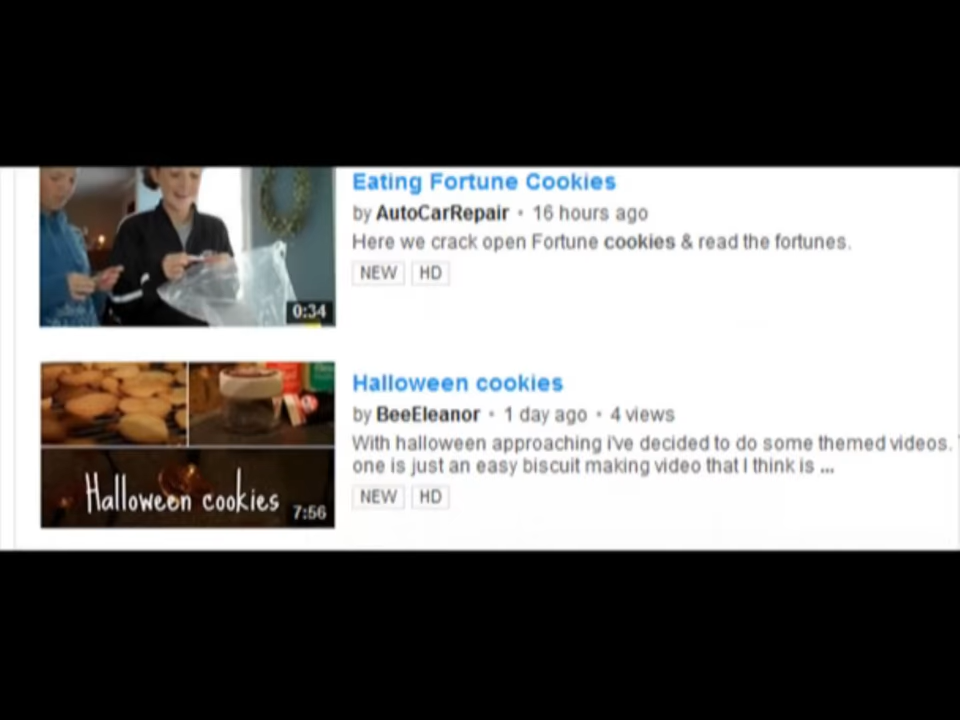 Eating Fortune Cookies
by AutoCarRepair • 16 hours ago
Here we crack open Fortune cookies & read the fortunes.
NEW HD
0:34
Halloween cookies
by BeeEleanor • 1 day ago • 4 views
With halloween approaching i've decided to do some themed videos.
one is just an easy biscuit making video that I think is ...
NEW HD
Halloween cookies
7:56